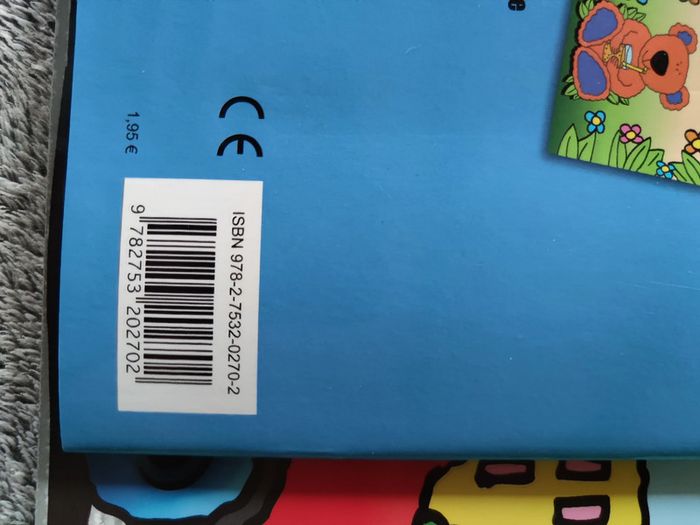 e
1,95 €
CE
ISBN 978-2-7532-0270-2
9 782753 202702